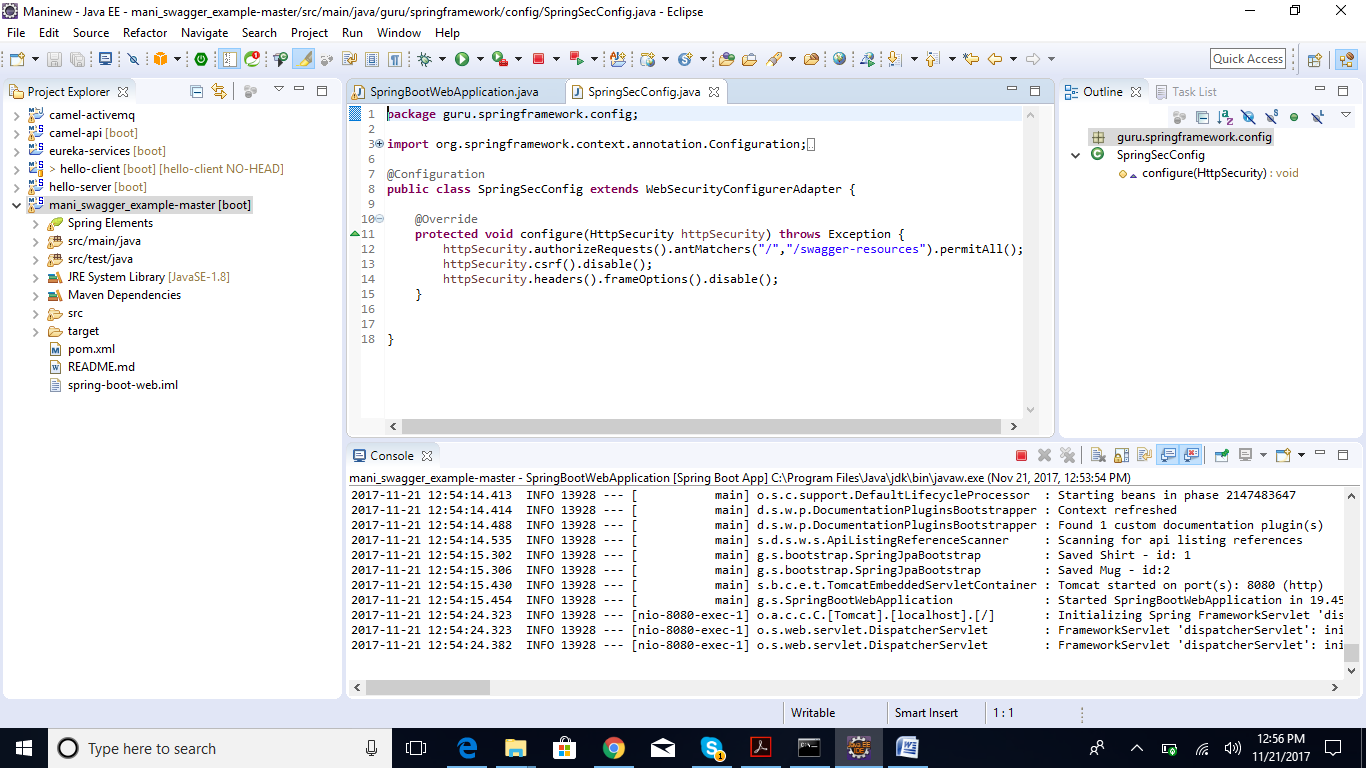 Maninew - Java EE - mani_swagger_example-master/src/main/java/guru/springframework/config/SpringSecConfig.java - Eclipse
File Edit Source Refactor Navigate Search Project Run Window Help
Quick Access
Project Explorer
camel-activemq
camel-api [boot]
eureka-services [boot]
> hello-client [boot] [hello-client NO-HEAD]
hello-server [boot]
mani_swagger_example-master [boot]
Spring Elements
src/main/java
src/test/java
JRE System Library [JavaSE-1.8]
Maven Dependencies
src
target
pom.xml
README.md
spring-boot-web.iml
SpringBootWebApplication.java SpringSecConfig.java
1 package guru.springframework.config;
2
3 import org.springframework.context.annotation.Configuration;
6
7 @Configuration
8 public class SpringSecConfig extends WebSecurityConfigurerAdapter {
9
10 @Override
11 protected void configure(HttpSecurity httpSecurity) throws Exception {
12 httpSecurity.authorizeRequests().antMatchers("/","/swagger-resources").permitAll();
13 httpSecurity.csrf().disable();
14 httpSecurity.headers().frameOptions().disable();
15 }
16
17
18 }
Outline Task List
guru.springframework.config
SpringSecConfig
configure(HttpSecurity) : void
Console
mani_swagger_example-master - SpringBootWebApplication [Spring Boot App] C:\Program Files\Java\jdk\bin\javaw.exe (Nov 21, 2017, 12:53:54 PM)
2017-11-21 12:54:14.413 INFO 13928 --- [ main] o.s.c.support.DefaultLifecycleProcessor : Starting beans in phase 2147483647
2017-11-21 12:54:14.414 INFO 13928 --- [ main] d.s.w.p.DocumentationPluginsBootstrapper : Context refreshed
2017-11-21 12:54:14.488 INFO 13928 --- [ main] d.s.w.p.DocumentationPluginsBootstrapper : Found 1 custom documentation plugin(s)
2017-11-21 12:54:14.535 INFO 13928 --- [ main] s.d.s.w.s.ApiListingReferenceScanner : Scanning for api listing references
2017-11-21 12:54:15.302 INFO 13928 --- [ main] g.s.bootstrap.SpringJpaBootstrap : Saved Shirt - id: 1
2017-11-21 12:54:15.306 INFO 13928 --- [ main] g.s.bootstrap.SpringJpaBootstrap : Saved Mug - id:2
2017-11-21 12:54:15.430 INFO 13928 --- [ main] s.b.c.e.t.TomcatEmbeddedServletContainer : Tomcat started on port(s): 8080 (http)
2017-11-21 12:54:15.454 INFO 13928 --- [ main] g.s.SpringBootWebApplication : Started SpringBootWebApplication in 19.45
2017-11-21 12:54:24.323 INFO 13928 --- [nio-8080-exec-1] o.a.c.c.C.[Tomcat].[localhost].[/] : Initializing Spring FrameworkServlet 'dis
2017-11-21 12:54:24.323 INFO 13928 --- [nio-8080-exec-1] o.s.web.servlet.DispatcherServlet : FrameworkServlet 'dispatcherServlet': ini
2017-11-21 12:54:24.382 INFO 13928 --- [nio-8080-exec-1] o.s.web.servlet.DispatcherServlet : FrameworkServlet 'dispatcherServlet': ini
Writable Smart Insert 1 : 1
Type here to search
12:56 PM
11/21/2017